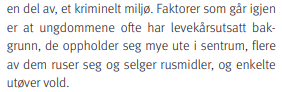 en del av, et kriminelt miljø. Faktorer som går igjen
er at ungdommene ofte har levekårsutsatt bak-
grunn, de oppholder seg mye ute i sentrum, flere
av dem ruser seg og selger rusmidler, og enkelte
utøver vold.